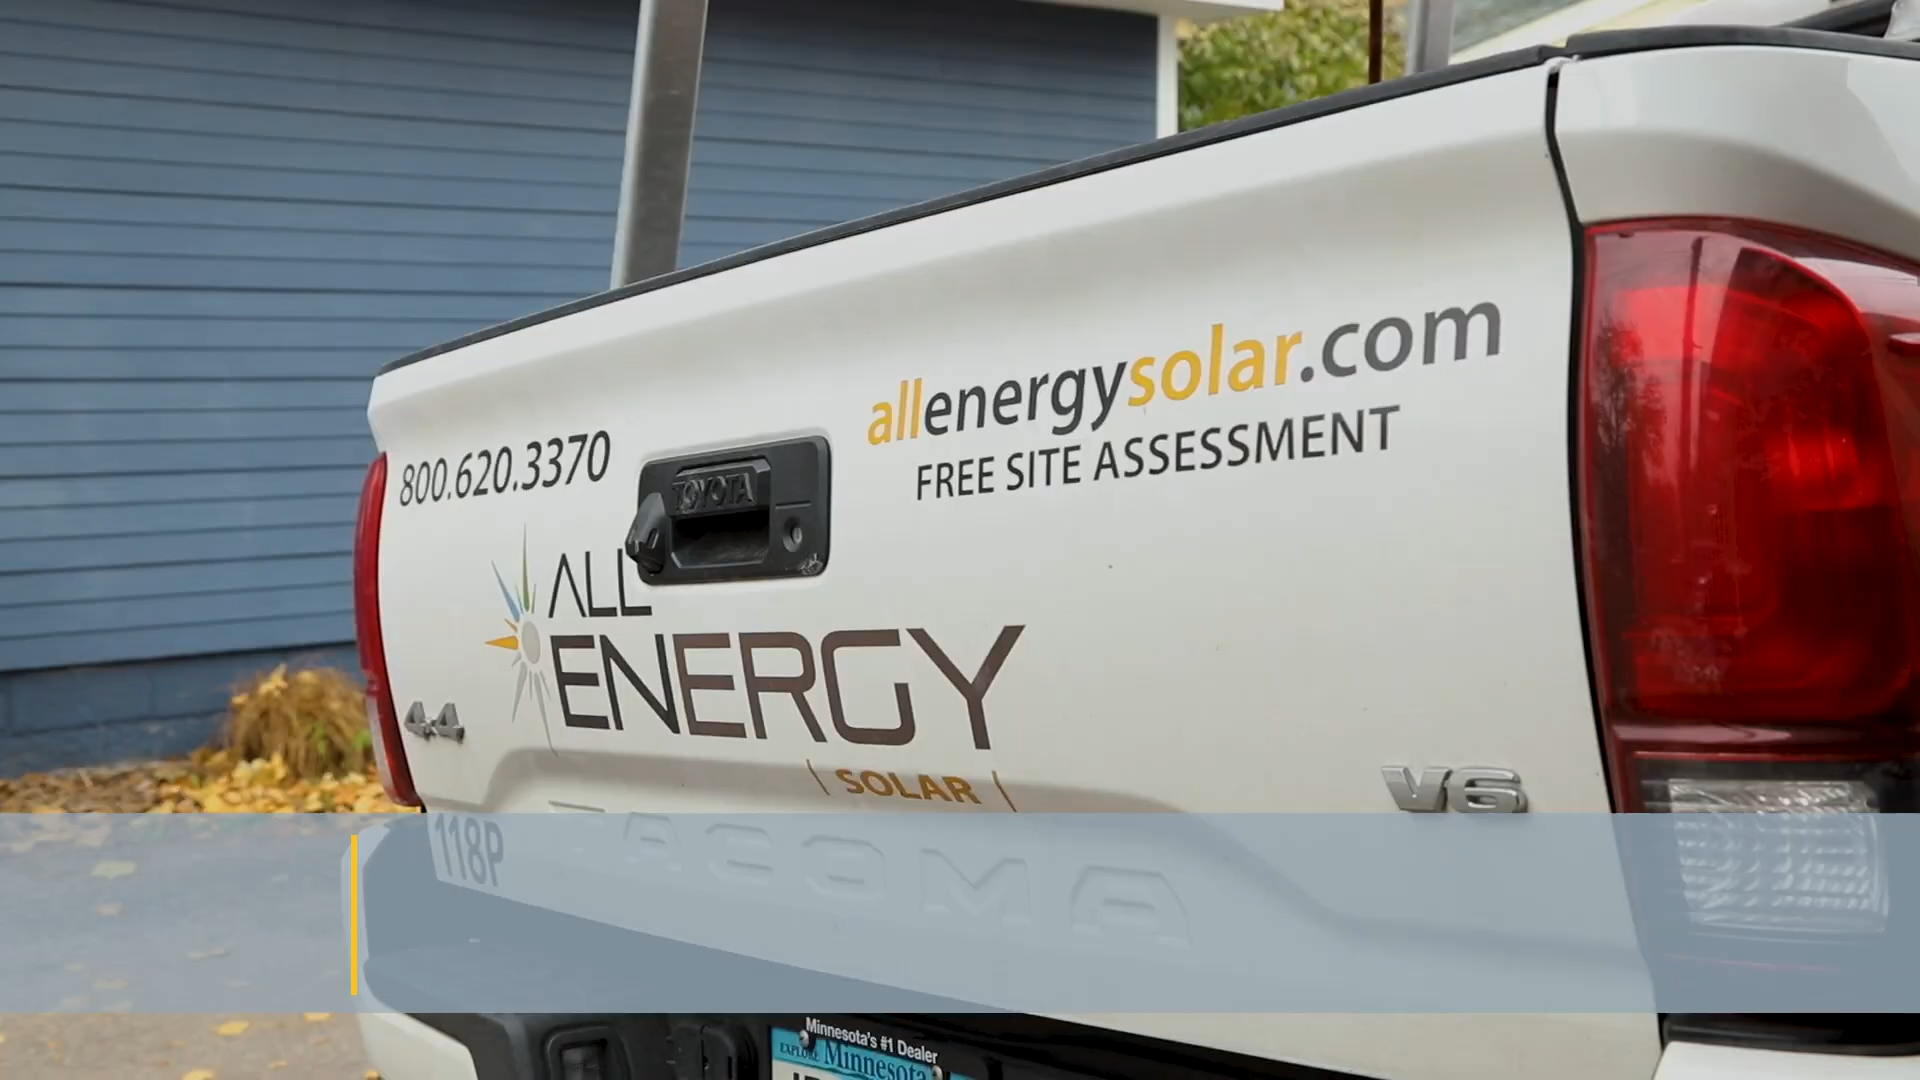 allenergysolar.com
FREE SITE ASSESSMENT
800.620.3370
TOYOTA
ALL
ENERGY
SOLAR
4x4
V6
118P
TACOMA
Minnesota's #1 Dealer
EXPLORE Minnesota